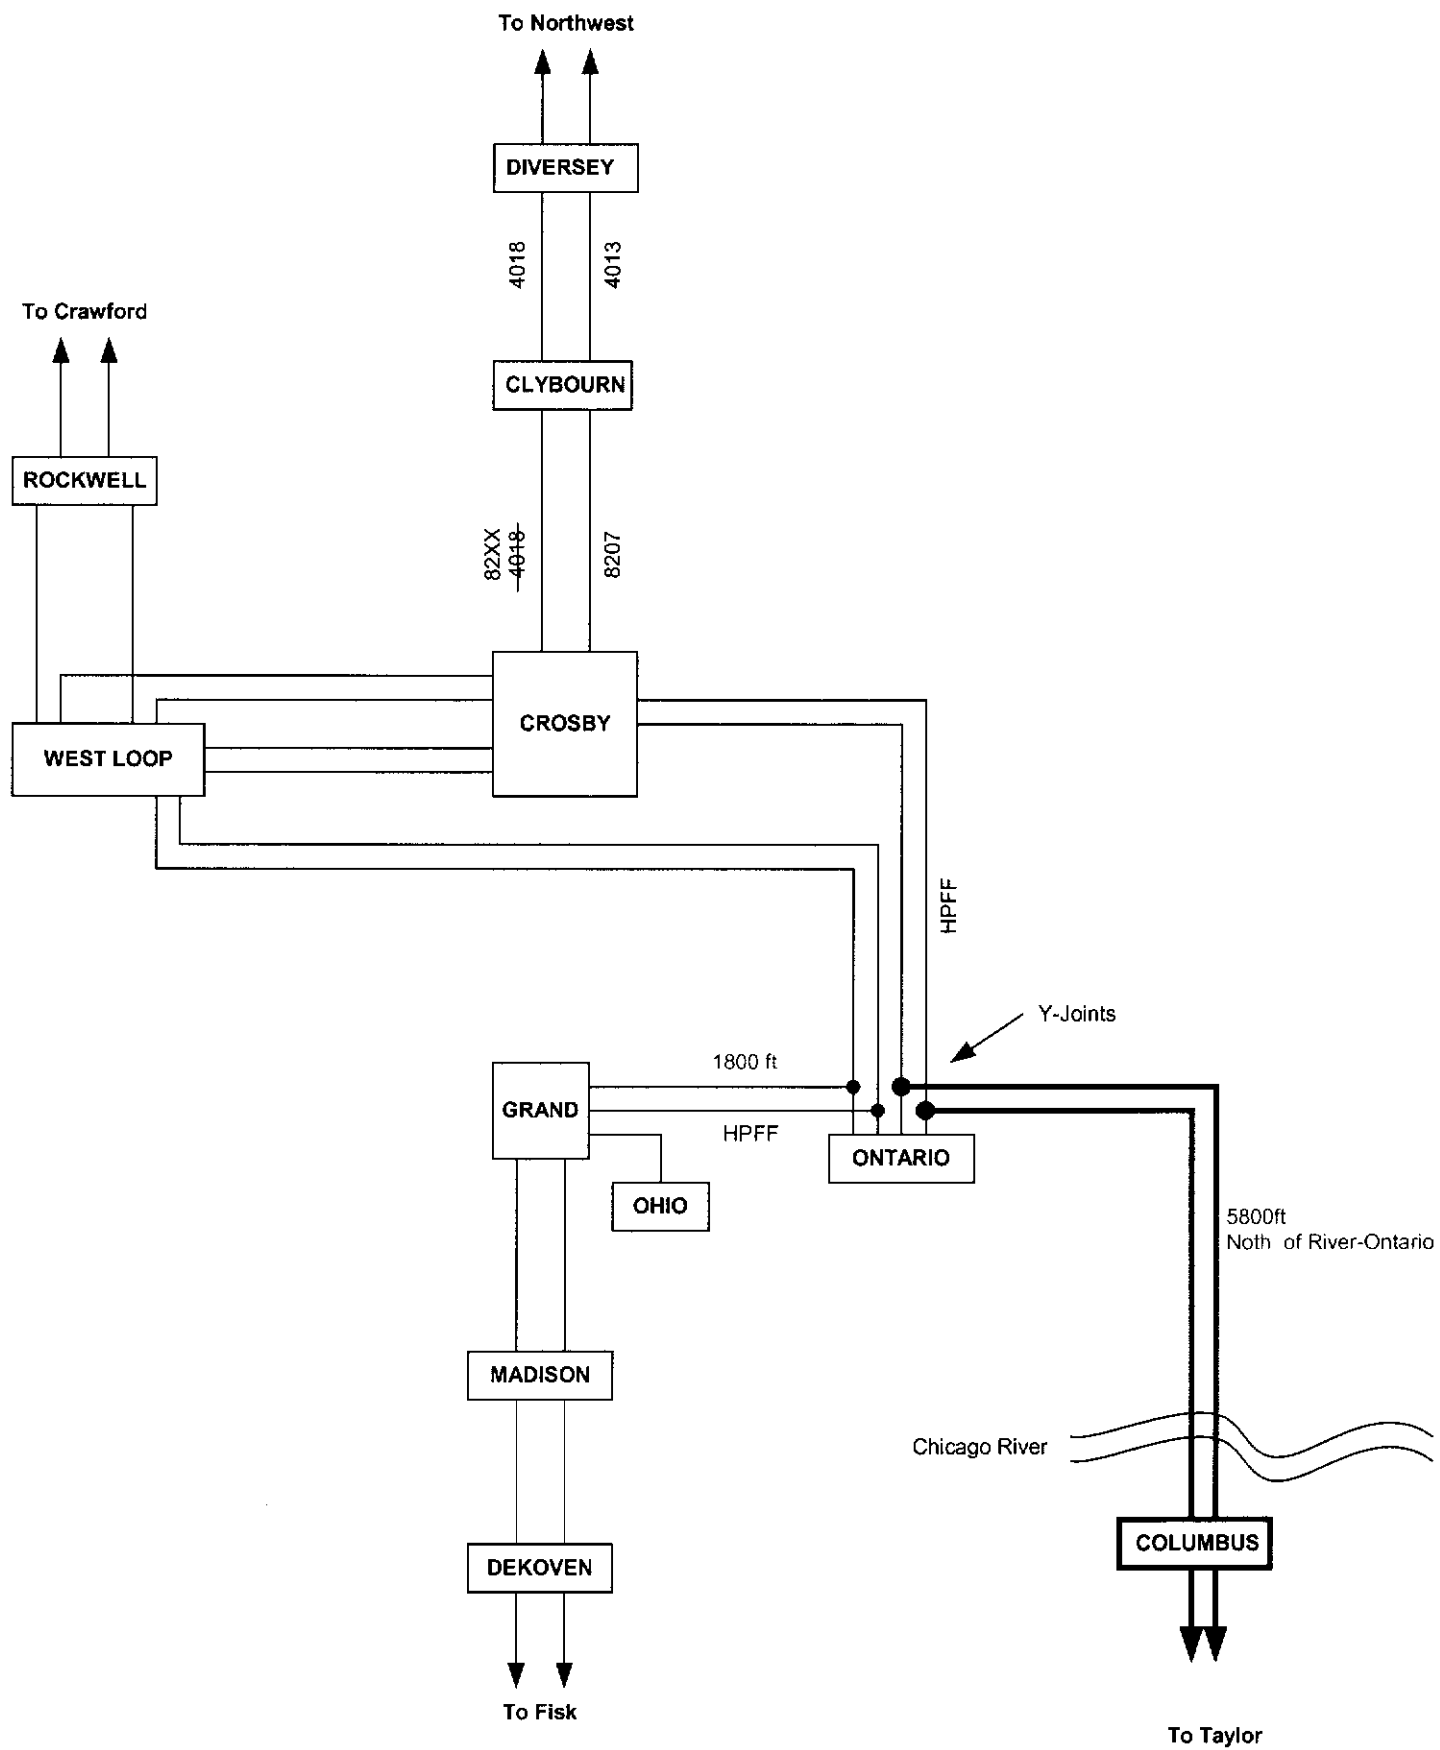 To Northwest
DIVERSEY
4018
4013
To Crawford
CLYBOURN
ROCKWELL
82XX
4018
8207
CROSBY
WEST LOOP
HPFF
Y-Joints
1800 ft
GRAND
HPFF
ONTARIO
OHIO
5800ft
Noth of River-Ontario
MADISON
Chicago River
COLUMBUS
DEKOVEN
To Fisk
To Taylor